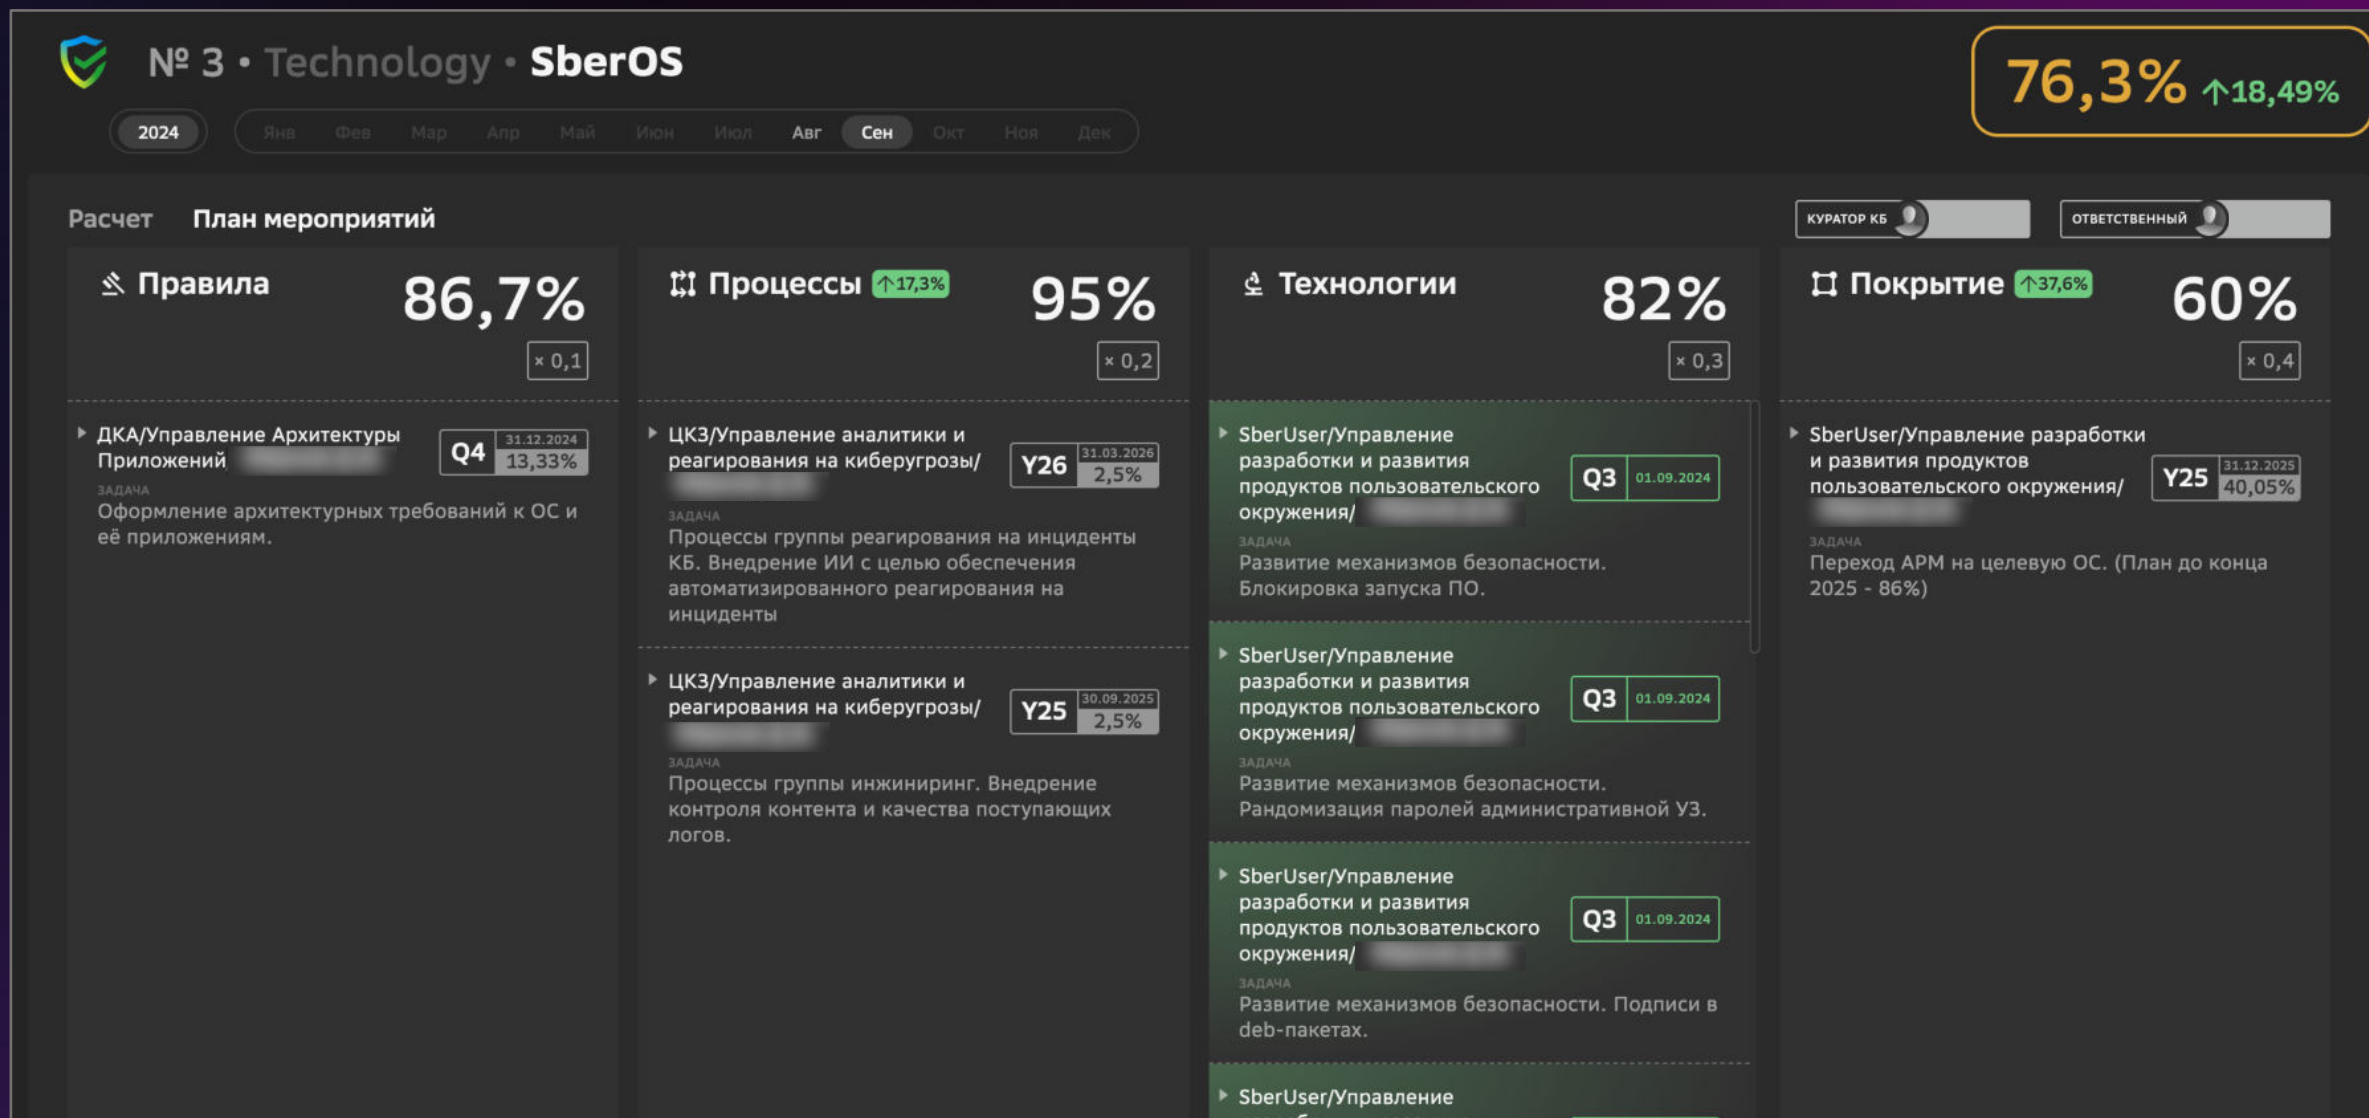 № 3 • Technology • SberOS
76,3% ↑18,49%
2024 Янв Фев Мар Апр Май Июн Июл Авг Сен Окт Ноя Дек
Расчет План мероприятий
КУРАТОР КБ
ОТВЕТСТВЕННЫЙ
Правила 86,7%
× 0,1
ДКА/Управление Архитектуры
Приложений
Q4 31.12.2024
13,33%
ЗАДАЧА
Оформление архитектурных требований к ОС и
её приложениям.
Процессы ↑17,3% 95%
× 0,2
ЦКЗ/Управление аналитики и
реагирования на киберугрозы/
Y26 31.03.2026
2,5%
ЗАДАЧА
Процессы группы реагирования на инциденты
КБ. Внедрение ИИ с целью обеспечения
автоматизированного реагирования на
инциденты
ЦКЗ/Управление аналитики и
реагирования на киберугрозы/
Y25 30.09.2025
2,5%
ЗАДАЧА
Процессы группы инжиниринг. Внедрение
контроля контента и качества поступающих
логов.
Технологии 82%
× 0,3
SberUser/Управление
разработки и развития
продуктов пользовательского
окружения/
Q3 01.09.2024
ЗАДАЧА
Развитие механизмов безопасности.
Блокировка запуска ПО.
SberUser/Управление
разработки и развития
продуктов пользовательского
окружения/
Q3 01.09.2024
ЗАДАЧА
Развитие механизмов безопасности.
Рандомизация паролей административной УЗ.
SberUser/Управление
разработки и развития
продуктов пользовательского
окружения/
Q3 01.09.2024
ЗАДАЧА
Развитие механизмов безопасности. Подписи в
deb-пакетах.
SberUser/Управление
Покрытие ↑37,6% 60%
× 0,4
SberUser/Управление разработки
и развития продуктов
пользовательского окружения/
Y25 31.12.2025
40,05%
ЗАДАЧА
Переход АРМ на целевую ОС. (План до конца
2025 - 86%)